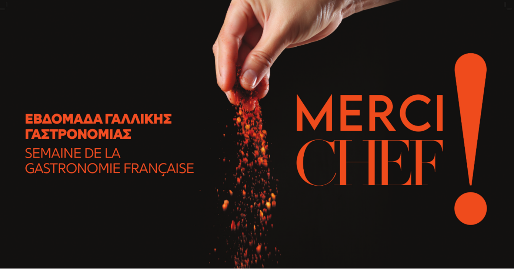 ΕΒΔΟΜΑΔΑ ΓΑΛΛΙΚΗΣ
ΓΑΣΤΡΟΝΟΜΙΑΣ
SEMAINE DE LA
GASTRONOMIE FRANÇAISE
MERCI
CHEF!